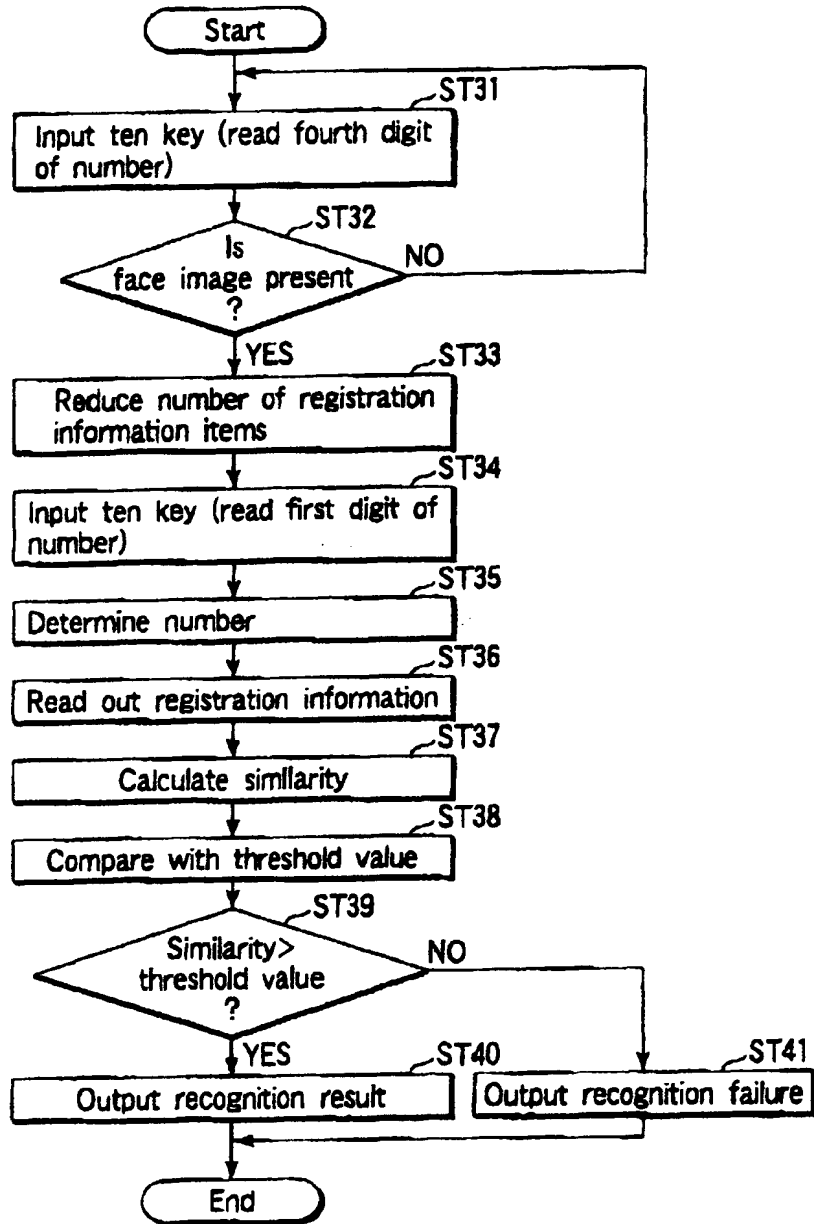 Start
ST31
Input ten key (read fourth digit
of number)
ST32
Is
face image present
?
NO
YES
ST33
Reduce number of registration
information items
ST34
Input ten key (read first digit of
number)
ST35
Determine number
ST36
Read out registration information
ST37
Calculate similarity
ST38
Compare with threshold value
ST39
Similarity>
threshold value
?
NO
YES
ST40
Output recognition result
ST41
Output recognition failure
End